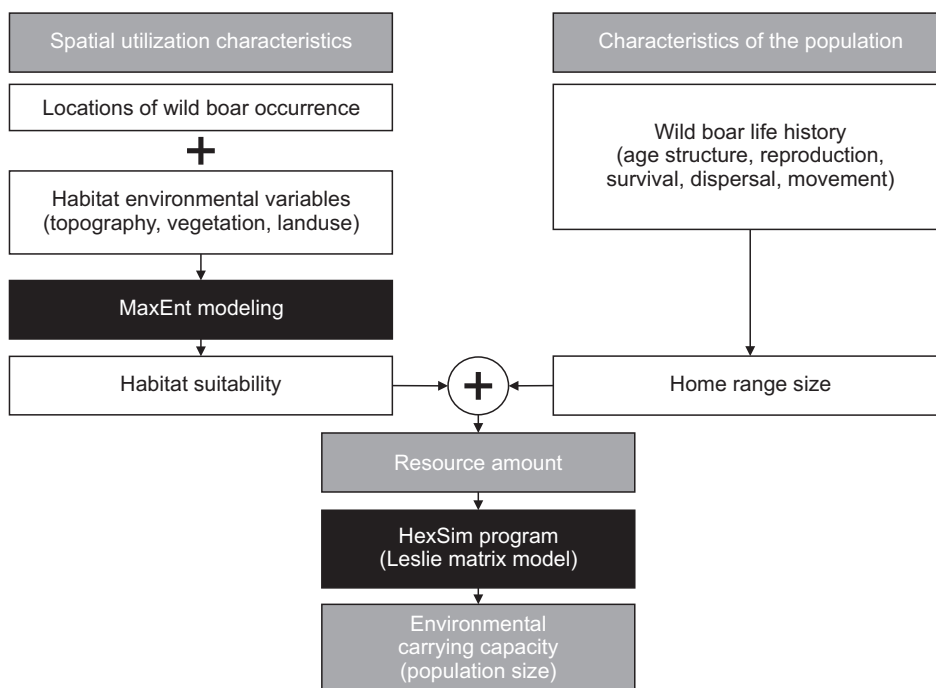 Spatial utilization characteristics
Locations of wild boar occurrence
+
Habitat environmental variables
(topography, vegetation, landuse)
MaxEnt modeling
Habitat suitability
Characteristics of the population
Wild boar life history
(age structure, reproduction,
survival, dispersal, movement)
Home range size
+
Resource amount
HexSim program
(Leslie matrix model)
Environmental
carrying capacity
(population size)